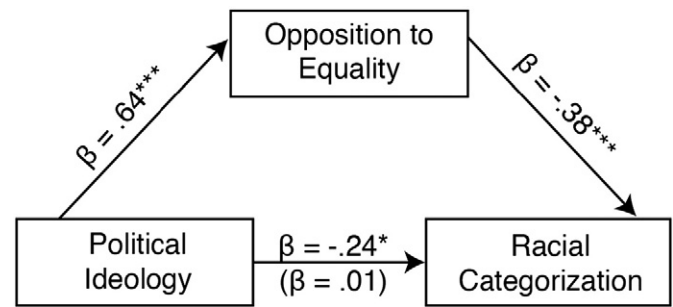 Opposition to
Equality
β = .64***
β = -.38***
Political
Ideology
β = -.24*
(β = .01)
Racial
Categorization